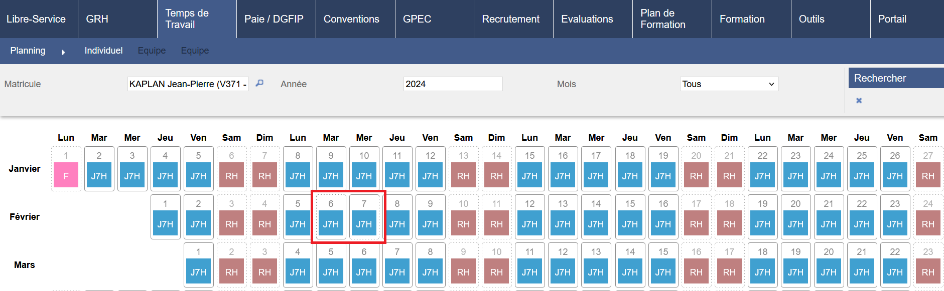 Libre-Service GRH Temps de Travail Paie / DGFIP Conventions GPEC Recrutement Evaluations Plan de Formation Formation Outils Portail
Planning Individuel Equipe Equipe
Matricule KAPLAN Jean-Pierre (V371 - Année 2024 Mois Tous Rechercher
Lun Mar Mer Jeu Ven Sam Dim Lun Mar Mer Jeu Ven Sam Dim Lun Mar Mer Jeu Ven Sam Dim Lun Mar Mer Jeu Ven Sam
1 2 3 4 5 6 7 8 9 10 11 12 13 14 15 16 17 18 19 20 21 22 23 24 25 26 27
Janvier F J7H J7H J7H J7H RH RH J7H J7H J7H J7H J7H RH RH J7H J7H J7H J7H J7H RH RH J7H J7H J7H J7H J7H RH
1 2 3 4 5 6 7 8 9 10 11 12 13 14 15 16 17 18 19 20 21 22 23 24
Février J7H J7H RH RH J7H J7H J7H J7H J7H RH RH J7H J7H J7H J7H J7H RH RH J7H J7H J7H J7H J7H RH
1 2 3 4 5 6 7 8 9 10 11 12 13 14 15 16 17 18 19 20 21 22 23
Mars J7H RH RH J7H J7H J7H J7H J7H RH RH J7H J7H J7H J7H J7H RH RH J7H J7H J7H J7H J7H RH